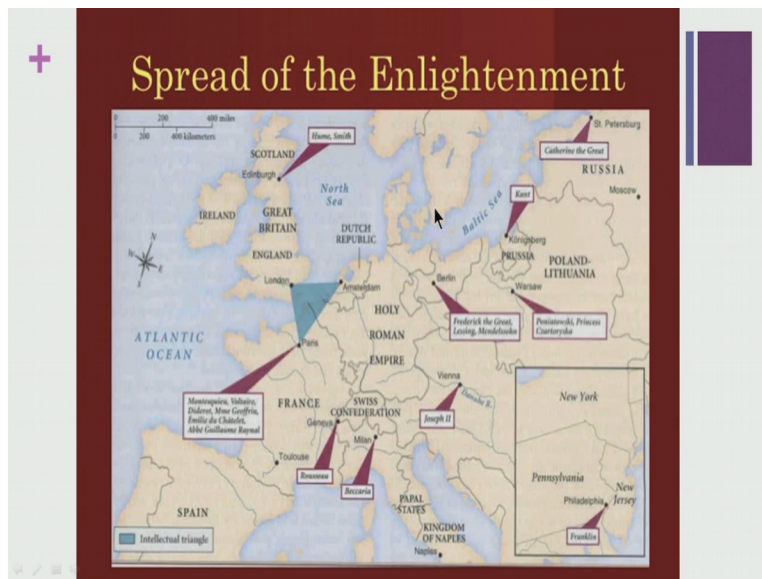 +
Spread of the Enlightenment
0 200 400 miles
0 200 400 kilometers
Hume, Smith
SCOTLAND
Edinburgh
North
Sea
IRELAND
GREAT
BRITAIN
ENGLAND
London
DUTCH
REPUBLIC
Amsterdam
Baltic Sea
St. Petersburg
Catherine the Great
RUSSIA
Moscow
Kant
Königsberg
PRUSSIA
POLAND-
LITHUANIA
Warsaw
Poniatowski, Princess
Czartoryska
Berlin
Frederick the Great,
Lessing, Mendelssohn
HOLY
ROMAN
EMPIRE
N
W
E
S
ATLANTIC
OCEAN
Paris
Montesquieu, Voltaire,
Diderot, Mme Geoffrin,
Émilie du Châtelet,
Abbé Guillaume Raynal
FRANCE
Vienna
Danube R.
Joseph II
SWISS
CONFEDERATION
Geneva
Milan
Rousseau
Beccaria
Toulouse
SPAIN
PAPAL
STATES
KINGDOM
OF NAPLES
Naples
New York
Pennsylvania
New
Jersey
Philadelphia
Franklin
Intellectual triangle